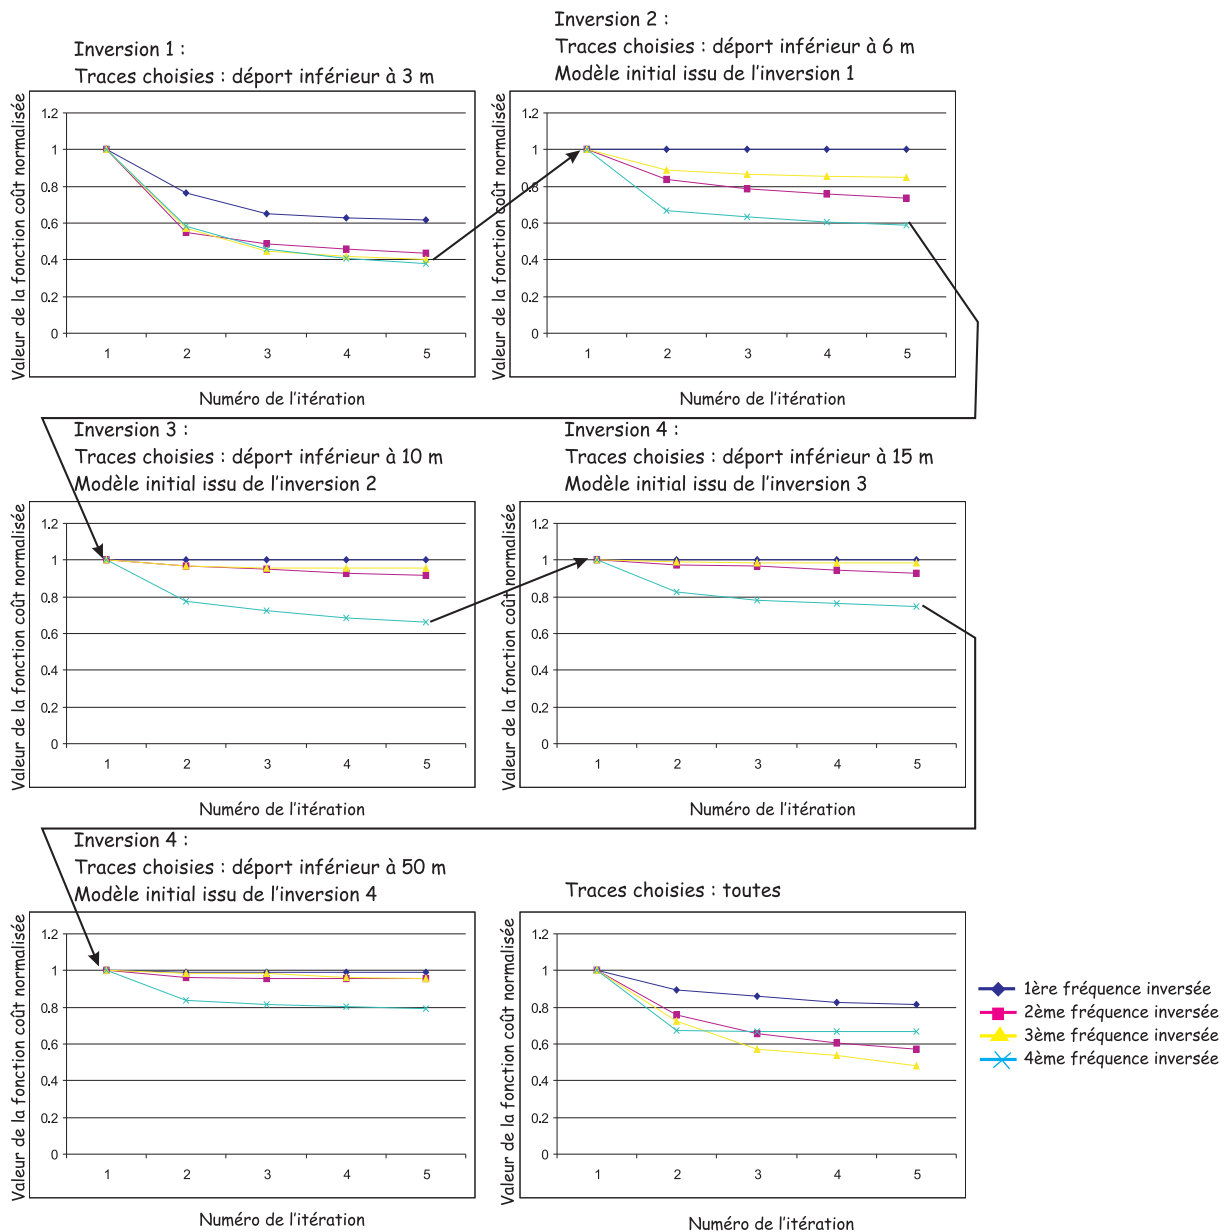 Inversion 1 :
Traces choisies : déport inférieur à 3 m
Valeur de la fonction coût normalisée
1.2
1
0.8
0.6
0.4
0.2
0
1 2 3 4 5
Numéro de l'itération
Inversion 2 :
Traces choisies : déport inférieur à 6 m
Modèle initial issu de l'inversion 1
Valeur de la fonction coût normalisée
1.2
1
0.8
0.6
0.4
0.2
0
1 2 3 4 5
Numéro de l'itération
Inversion 3 :
Traces choisies : déport inférieur à 10 m
Modèle initial issu de l'inversion 2
Valeur de la fonction coût normalisée
1.2
1
0.8
0.6
0.4
0.2
0
1 2 3 4 5
Numéro de l'itération
Inversion 4 :
Traces choisies : déport inférieur à 15 m
Modèle initial issu de l'inversion 3
Valeur de la fonction coût normalisée
1.2
1
0.8
0.6
0.4
0.2
0
1 2 3 4 5
Numéro de l'itération
Inversion 4 :
Traces choisies : déport inférieur à 50 m
Modèle initial issu de l'inversion 4
Valeur de la fonction coût normalisée
1.2
1
0.8
0.6
0.4
0.2
0
1 2 3 4 5
Numéro de l'itération
Traces choisies : toutes
Valeur de la fonction coût normalisée
1.2
1
0.8
0.6
0.4
0.2
0
1 2 3 4 5
Numéro de l'itération
1ère fréquence inversée
2ème fréquence inversée
3ème fréquence inversée
4ème fréquence inversée